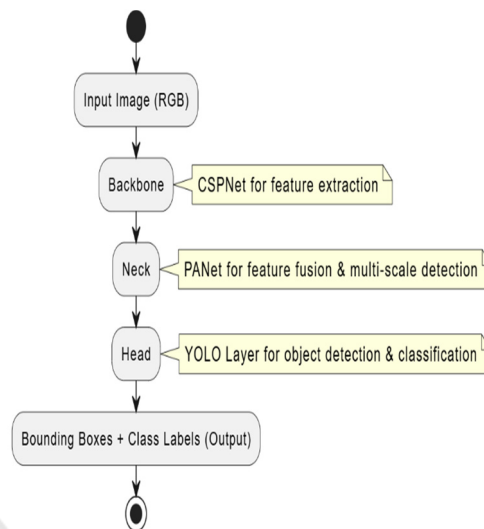 Input Image (RGB)
Backbone
CSPNet for feature extraction
Neck
PANet for feature fusion & multi-scale detection
Head
YOLO Layer for object detection & classification
Bounding Boxes + Class Labels (Output)